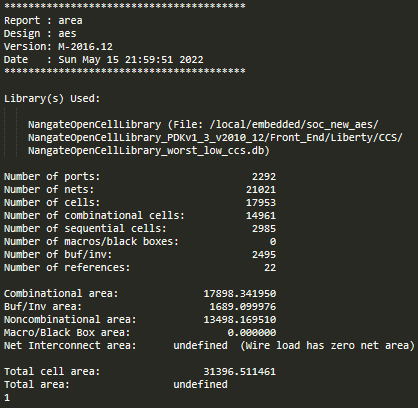 ****************************************
Report : area
Design : aes
Version: M-2016.12
Date   : Sun May 15 21:59:51 2022
****************************************
Library(s) Used:
NangateOpenCellLibrary (File: /local/embedded/soc_new_aes/
NangateOpenCellLibrary_PDKv1_3_v2010_12/Front_End/Liberty/CCS/
NangateOpenCellLibrary_worst_low_ccs.db)
Number of ports: 2292
Number of nets: 21021
Number of cells: 17953
Number of combinational cells: 14961
Number of sequential cells: 2985
Number of macros/black boxes: 0
Number of buf/inv: 2495
Number of references: 22
Combinational area: 17898.341950
Buf/Inv area: 1689.099976
Noncombinational area: 13498.169510
Macro/Black Box area: 0.000000
Net Interconnect area: undefined  (Wire load has zero net area)
Total cell area: 31396.511461
Total area: undefined
1